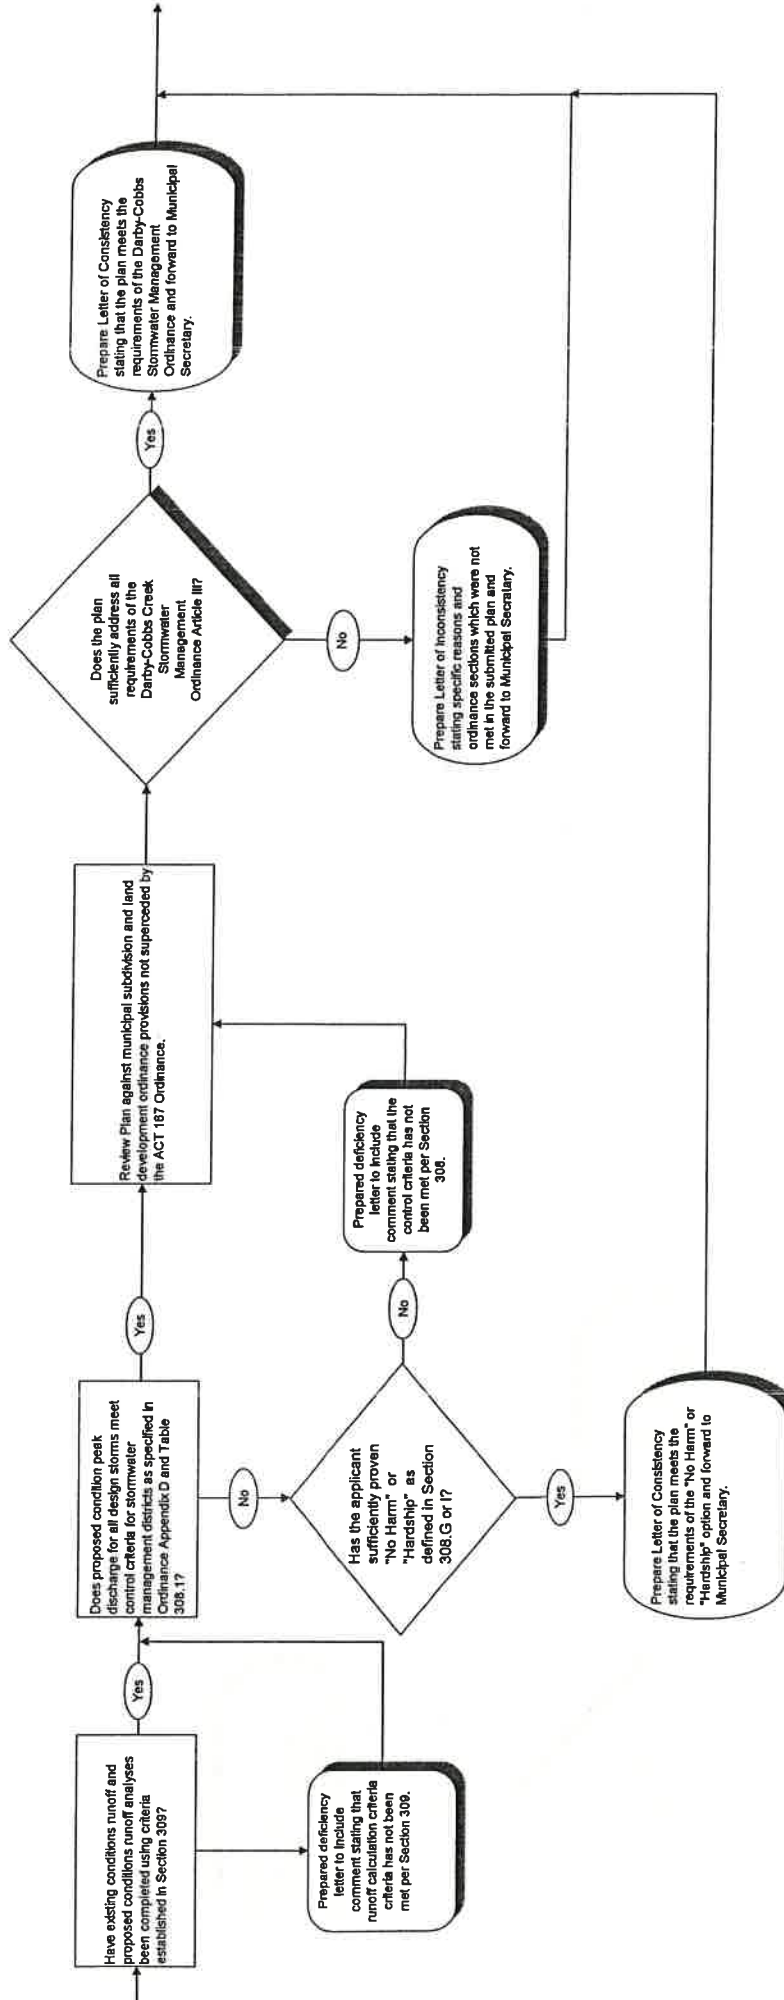 Have existing conditions runoff and
proposed conditions runoff analyses
been completed using criteria
established in Section 309?
Yes
Prepared deficiency
letter to Include
comment stating that
runoff calculation criteria
criteria has not been
met per Section 309.
Does proposed condition peak
discharge for all design storms meet
control criteria for stormwater
management districts as specified in
Ordinance Appendix D and Table
308.1?
Yes
No
Has the applicant
sufficiently proven
"No Harm" or
"Hardship" as
defined in Section
308.G or I?
No
Prepared deficiency
letter to Include
comment stating that the
control criteria has not
been met per Section
308.
Yes
Prepare Letter of Consistency
stating that the plan meets the
requirements of the "No Harm" or
"Hardship" option and forward to
Municipal Secretary.
Review Plan against municipal subdivision and land
development ordinance provisions not superceded by
the ACT 167 Ordinance.
Does the plan
sufficiently address all
requirements of the
Darby-Cobbs Creek
Stormwater
Management
Ordinance Article III?
Yes
No
Prepare Letter of Inconsistency
stating specific reasons and
ordinance sections which were not
met in the submitted plan and
forward to Municipal Secratary.
Prepare Letter of Consistency
stating that the plan meets the
requirements of the Darby-Cobbs
Stormwater Management
Ordinance and forward to Municipal
Secretary.